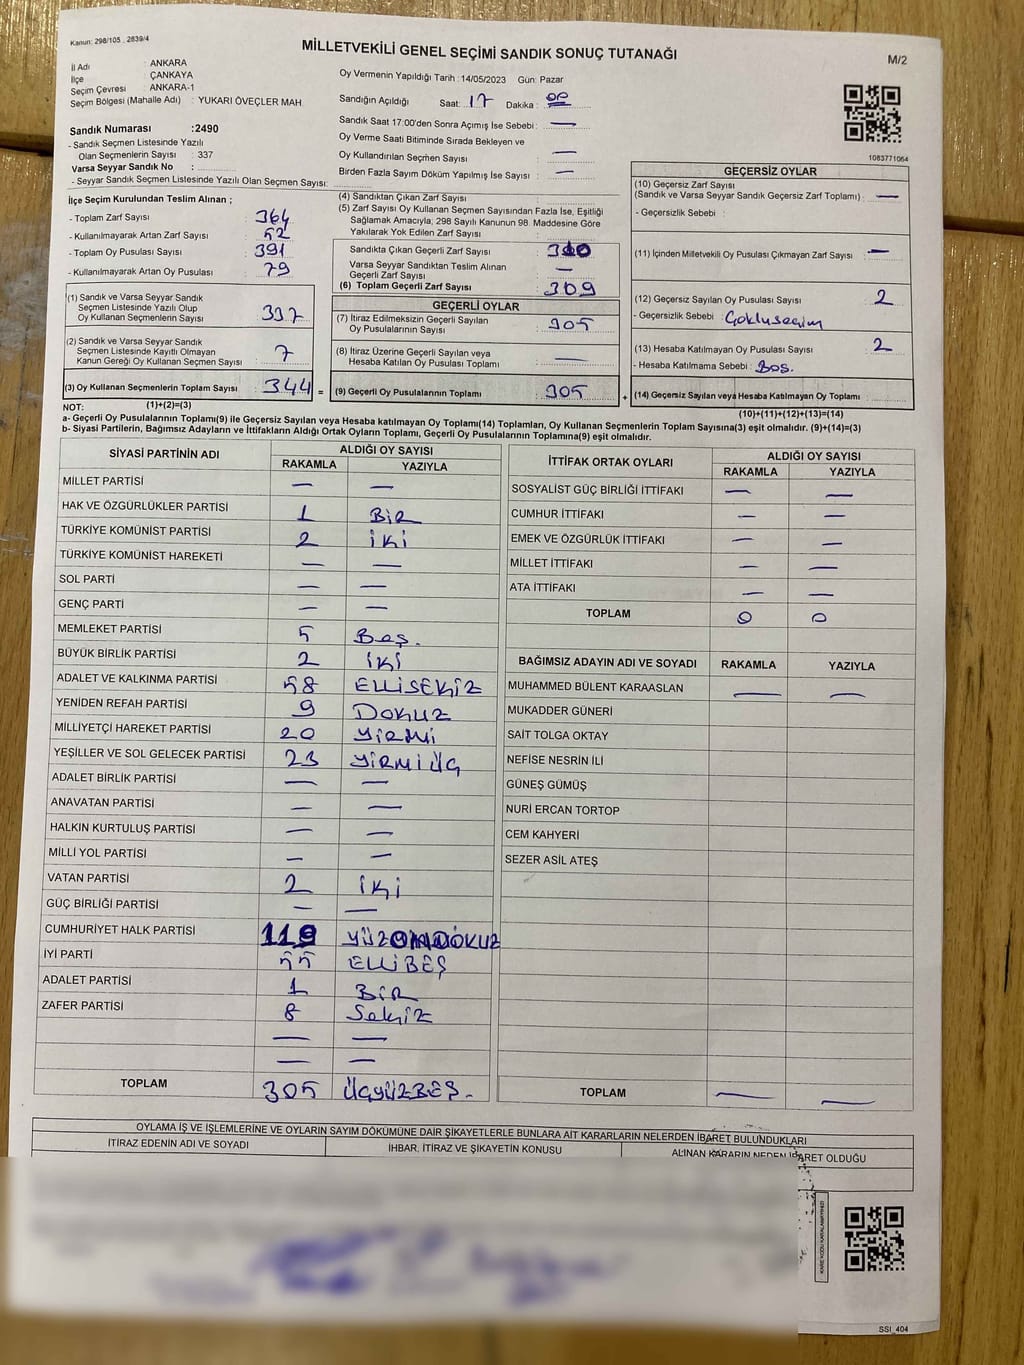 Kanun: 298/105 , 2839/4
MİLLETVEKİLİ GENEL SEÇİMİ SANDIK SONUÇ TUTANAĞI
M/2
İl Adı : ANKARA
İlçe : ÇANKAYA
Seçim Çevresi : ANKARA-1
Seçim Bölgesi (Mahalle Adı) : YUKARI ÖVEÇLER MAH.
Sandık Numarası :2490
- Sandık Seçmen Listesinde Yazılı
Olan Seçmenlerin Sayısı : 337
Varsa Seyyar Sandık No :
- Seyyar Sandık Seçmen Listesinde Yazılı Olan Seçmen Sayısı:
Oy Vermenin Yapıldığı Tarih :14/05/2023 Gün: Pazar
Sandığın Açıldığı Saat: 17 Dakika : 00
Sandık Saat 17:00'den Sonra Açmış İse Sebebi : —
Oy Verme Saati Bitiminde Sırada Bekleyen ve
Oy Kullandırılan Seçmen Sayısı : —
Birden Fazla Sayım Döküm Yapılmış İse Sayısı : —
1083771064
İlçe Seçim Kurulundan Teslim Alınan ;
- Toplam Zarf Sayısı : 364
- Kullanılmayarak Artan Zarf Sayısı : 52
- Toplam Oy Pusulası Sayısı : 391
- Kullanılmayarak Artan Oy Pusulası : 79
(1) Sandık ve Varsa Seyyar Sandık
Seçmen Listesinde Yazılı Olup
Oy Kullanan Seçmenlerin Sayısı : 337
(2) Sandık ve Varsa Seyyar Sandık
Seçmen Listesinde Kayıtlı Olmayan
Kanun Gereği Oy Kullanan Seçmen Sayısı : 7
(3) Oy Kullanan Seçmenlerin Toplam Sayısı : 344 =
(1)+(2)=(3)
(4) Sandıktan Çıkan Zarf Sayısı :
(5) Zarf Sayısı Oy Kullanan Seçmen Sayısından Fazla İse, Eşitliği
Sağlamak Amacıyla; 298 Sayılı Kanunun 98. Maddesine Göre
Yakılarak Yok Edilen Zarf Sayısı :
Sandıkta Çıkan Geçerli Zarf Sayısı :
Varsa Seyyar Sandıktan Teslim Alınan
Geçerli Zarf Sayısı : —
(6) Toplam Geçerli Zarf Sayısı : 309
GEÇERLİ OYLAR
(7) İtiraz Edilmeksizin Geçerli Sayılan
Oy Pusulalarının Sayısı : 305
(8) İtiraz Üzerine Geçerli Sayılan veya
Hesaba Katılan Oy Pusulası Toplamı : —
(9) Geçerli Oy Pusulalarının Toplamı : 305 +
GEÇERSİZ OYLAR
(10) Geçersiz Zarf Sayısı
(Sandık ve Varsa Seyyar Sandık Geçersiz Zarf Toplamı) : —
- Geçersizlik Sebebi :
(11) İçinden Milletvekili Oy Pusulası Çıkmayan Zarf Sayısı : —
(12) Geçersiz Sayılan Oy Pusulası Sayısı : 2
- Geçersizlik Sebebi : Çokluseçim
(13) Hesaba Katılmayan Oy Pusulası Sayısı : 2
- Hesaba Katılmama Sebebi : Boş.
(14) Geçersiz Sayılan veya Hesaba Katılmayan Oy Toplamı :
(10)+(11)+(12)+(13)=(14)
NOT:
a- Geçerli Oy Pusulalarının Toplamı(9) ile Geçersiz Sayılan veya Hesaba katılmayan Oy Toplamı(14) Toplamları, Oy Kullanan Seçmenlerin Toplam Sayısına(3) eşit olmalıdır. (9)+(14)=(3)
b- Siyasi Partilerin, Bağımsız Adayların ve İttifakların Aldığı Ortak Oyların Toplamı, Geçerli Oy Pusulalarının Toplamına(9) eşit olmalıdır.
SİYASİ PARTİNİN ADI ALDIĞI OY SAYISI
RAKAMLA YAZIYLA
MİLLET PARTİSİ — —
HAK VE ÖZGÜRLÜKLER PARTİSİ 1 BİR
TÜRKİYE KOMÜNİST PARTİSİ 2 İKİ
TÜRKİYE KOMÜNİST HAREKETİ — —
SOL PARTİ — —
GENÇ PARTİ — —
MEMLEKET PARTİSİ 5 Beş.
BÜYÜK BİRLİK PARTİSİ 2 İKİ
ADALET VE KALKINMA PARTİSİ 58 ELLİSEKİZ
YENİDEN REFAH PARTİSİ 9 DOKUZ
MİLLİYETÇİ HAREKET PARTİSİ 20 YİRMİ
YEŞİLLER VE SOL GELECEK PARTİSİ 23 YİRMİ ÜÇ
ADALET BİRLİK PARTİSİ — —
ANAVATAN PARTİSİ — —
HALKIN KURTULUŞ PARTİSİ — —
MİLLİ YOL PARTİSİ — —
VATAN PARTİSİ 2 İKİ
GÜÇ BİRLİĞİ PARTİSİ — —
CUMHURİYET HALK PARTİSİ 119 YÜZONDOKUZ
İYİ PARTİ 55 ELLİBEŞ
ADALET PARTİSİ 1 BİR
ZAFER PARTİSİ 8 Sekiz
— —
— —
TOPLAM 305 ÜÇYÜZBEŞ.
İTTİFAK ORTAK OYLARI ALDIĞI OY SAYISI
RAKAMLA YAZIYLA
SOSYALİST GÜÇ BİRLİĞİ İTTİFAKI — —
CUMHUR İTTİFAKI — —
EMEK VE ÖZGÜRLÜK İTTİFAKI — —
MİLLET İTTİFAKI — —
ATA İTTİFAKI — —
TOPLAM 0 0
BAĞIMSIZ ADAYIN ADI VE SOYADI RAKAMLA YAZIYLA
MUHAMMED BÜLENT KARAASLAN — —
MUKADDER GÜNERİ
SAİT TOLGA OKTAY
NEFİSE NESRİN İLİ
GÜNEŞ GÜMÜŞ
NURİ ERCAN TORTOP
CEM KAHYERİ
SEZER ASİL ATEŞ
TOPLAM — —
OYLAMA İŞ VE İŞLEMLERİNE VE OYLARIN SAYIM DÖKÜMÜNE DAİR ŞİKAYETLERLE BUNLARA AİT KARARLARIN NELERDEN İBARET BULUNDUKLARI
İTİRAZ EDENİN ADI VE SOYADI İHBAR, İTİRAZ VE ŞİKAYETİN KONUSU ALINAN KARARIN NEDEN İBARET OLDUĞU
KARE KODU KARALAMAYINIZ!
SSI_404